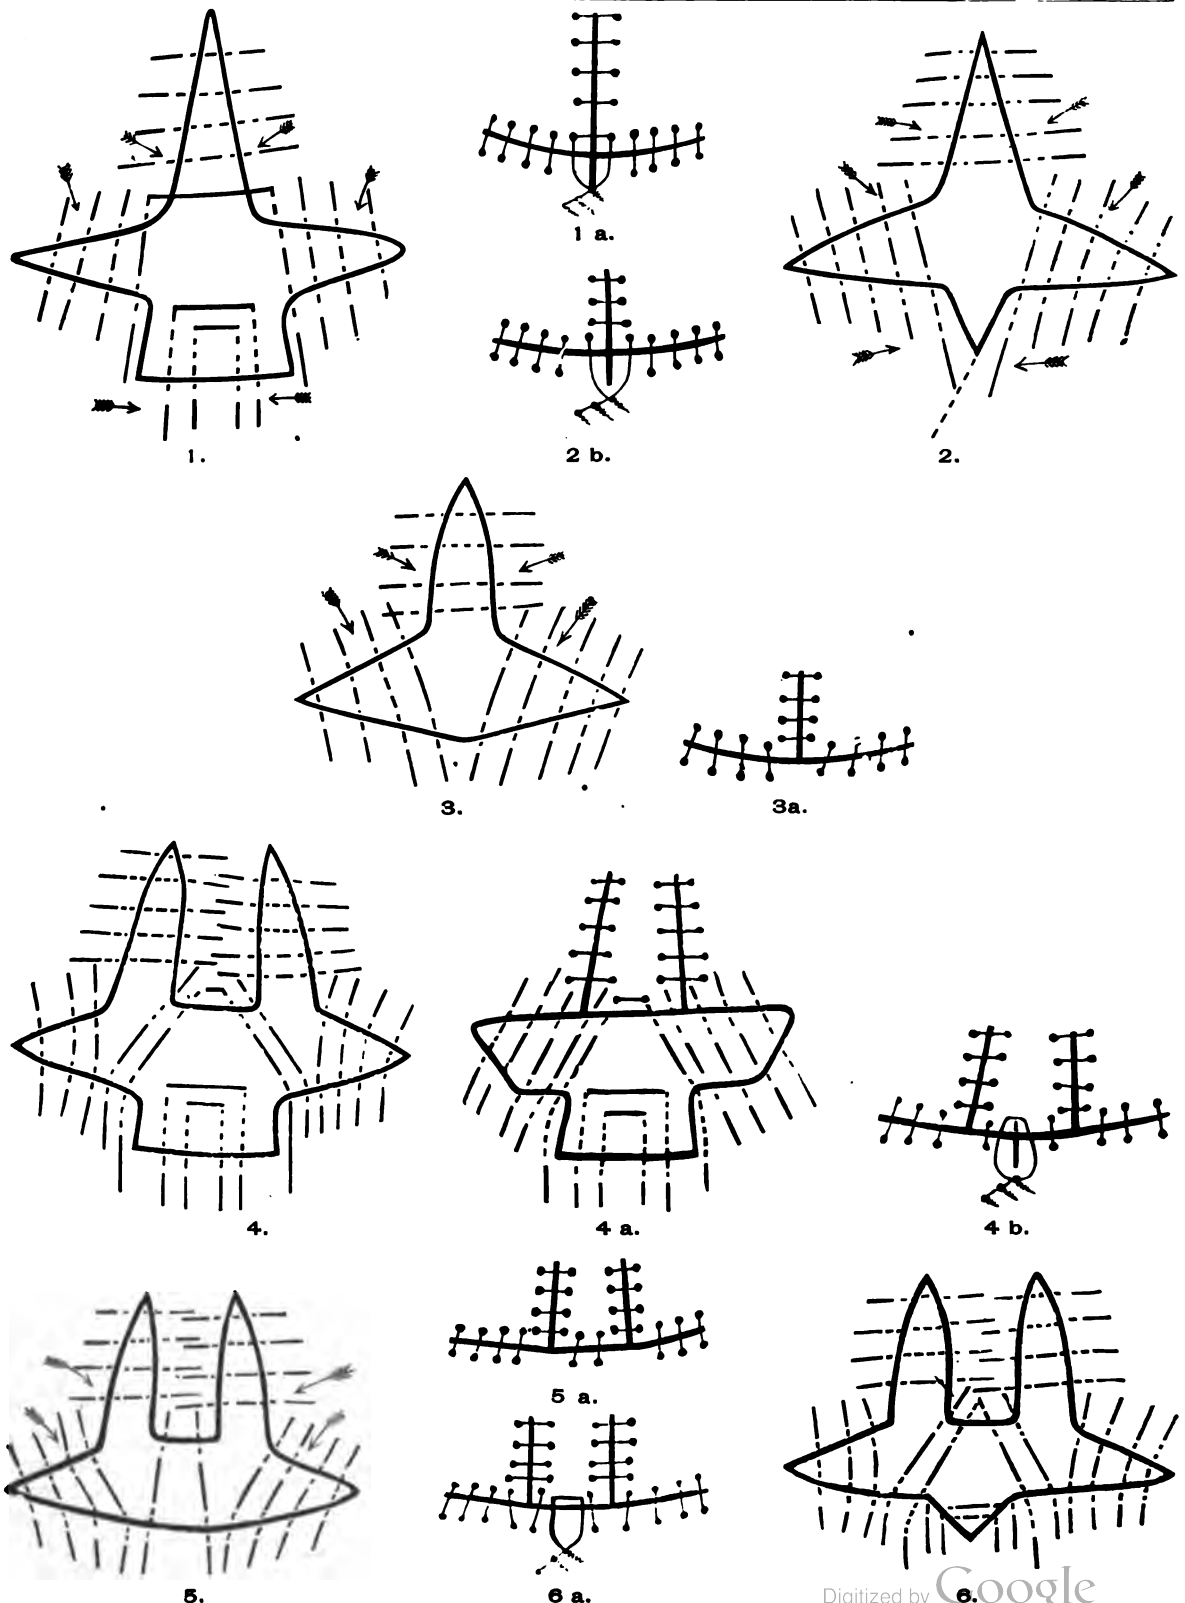 1 a.
1.
2 b.
2.
3.
3a.
4.
4 a.
4 b.
5 a.
5.
6 a.
6.
Digitized by Google